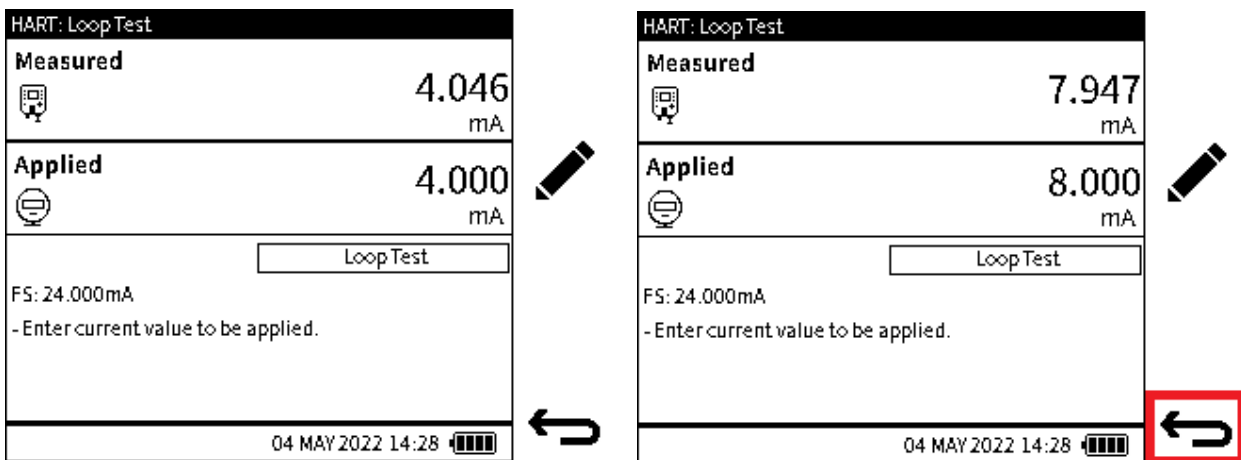 HART: Loop Test
Measured
4.046
mA
Applied
4.000
mA
Loop Test
FS: 24.000mA
- Enter current value to be applied.
04 MAY 2022 14:28
HART: Loop Test
Measured
7.947
mA
Applied
8.000
mA
Loop Test
FS: 24.000mA
- Enter current value to be applied.
04 MAY 2022 14:28